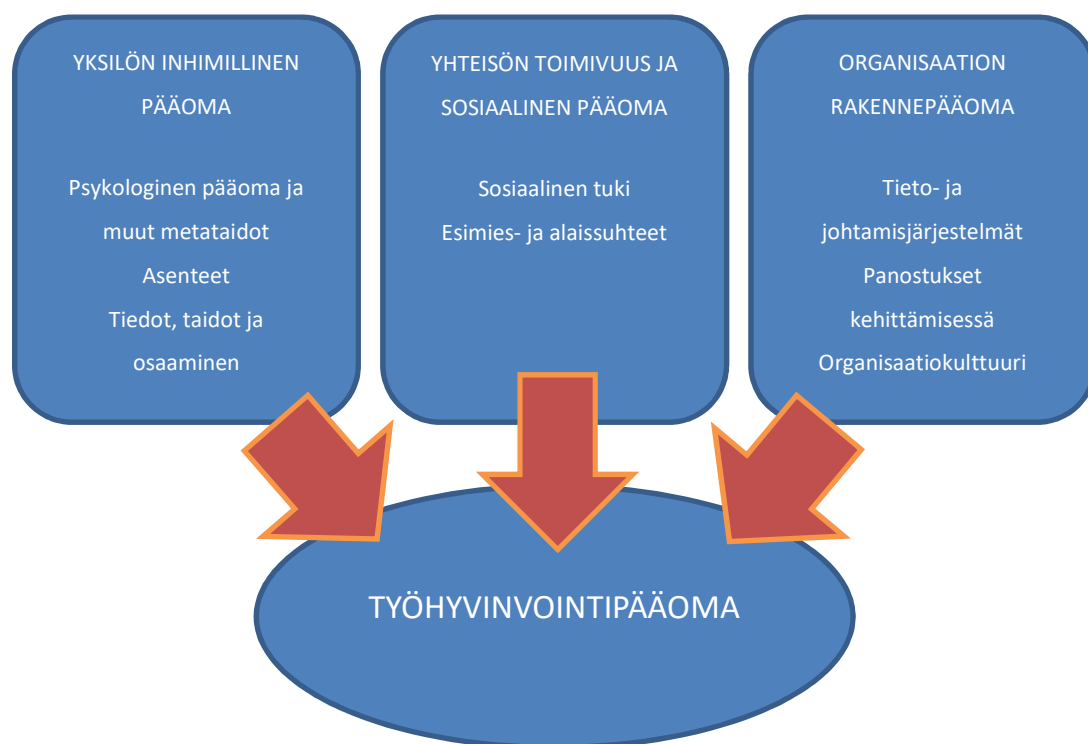 YKSILÖN INHIMILLINEN
PÄÄOMA
Psykologinen pääoma ja
muut metataidot
Asenteet
Tiedot, taidot ja
osaaminen
YHTEISÖN TOIMIVUUS JA
SOSIAALINEN PÄÄOMA
Sosiaalinen tuki
Esimies- ja alaissuhteet
ORGANISAATION
RAKENNEPÄÄOMA
Tieto- ja
johtamisjärjestelmät
Panostukset
kehittämisessä
Organisaatiokulttuuri
TYÖHYVINVOINTIPÄÄOMA